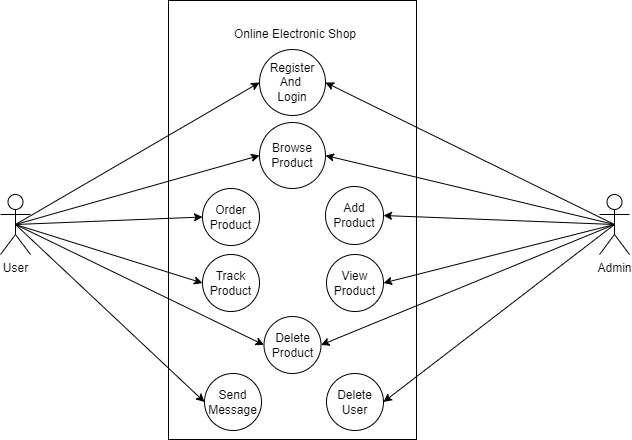 Online Electronic Shop
Register
And
Login
Browse
Product
Order
Product
Add
Product
User
Admin
Track
Product
View
Product
Delete
Product
Send
Message
Delete
User